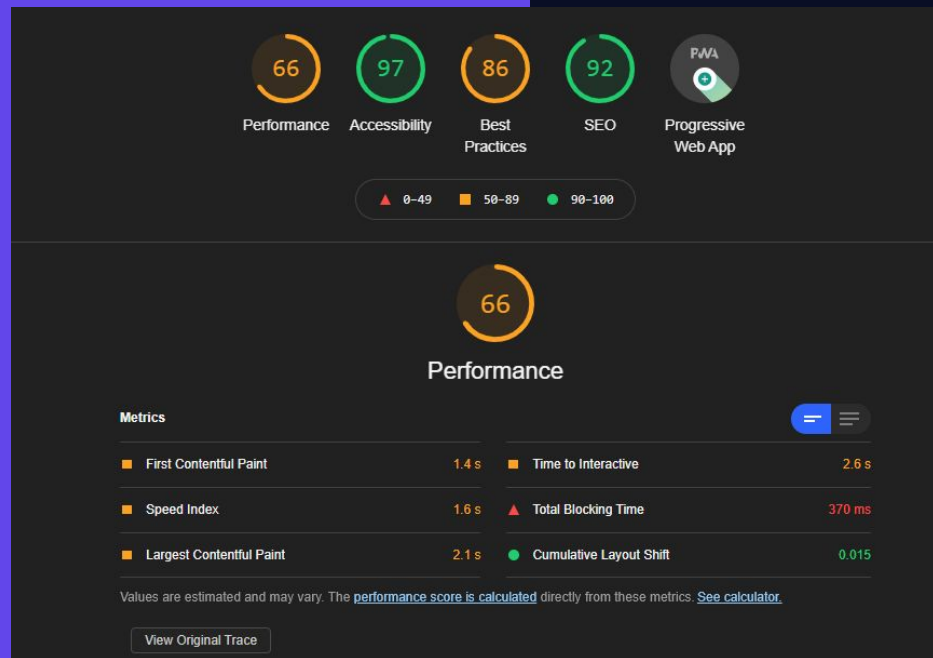 66
97
86
92
PWA
Performance
Accessibility
Best
Practices
SEO
Progressive
Web App
0–49
50–89
90–100
66
Performance
Metrics
First Contentful Paint 1.4 s
Time to Interactive 2.6 s
Speed Index 1.6 s
Total Blocking Time 370 ms
Largest Contentful Paint 2.1 s
Cumulative Layout Shift 0.015
Values are estimated and may vary. The performance score is calculated directly from these metrics. See calculator.
View Original Trace